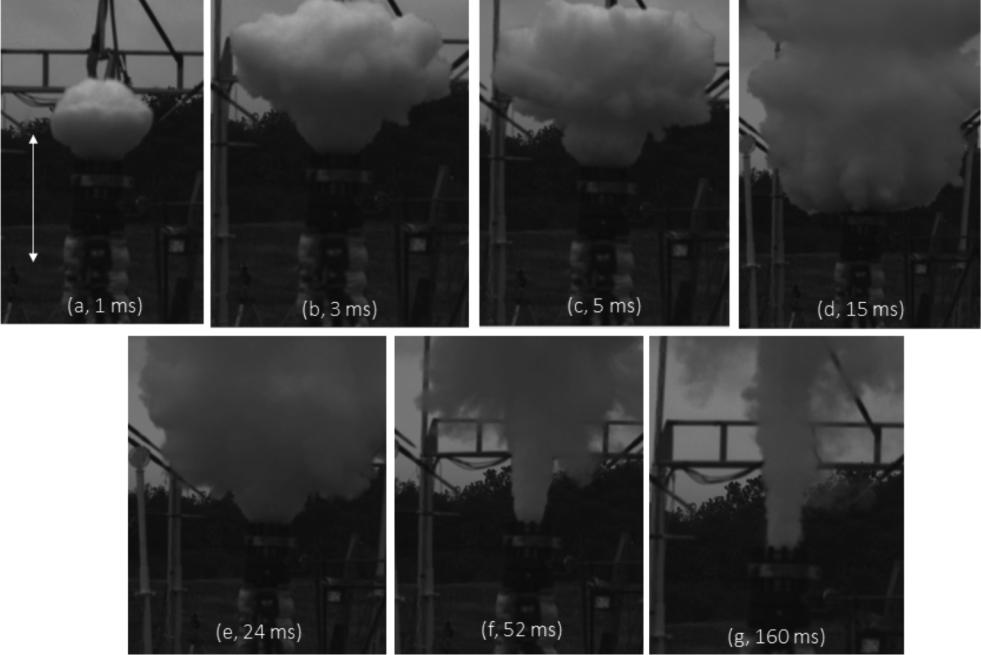 (a, 1 ms)
(b, 3 ms)
(c, 5 ms)
(d, 15 ms)
(e, 24 ms)
(f, 52 ms)
(g, 160 ms)